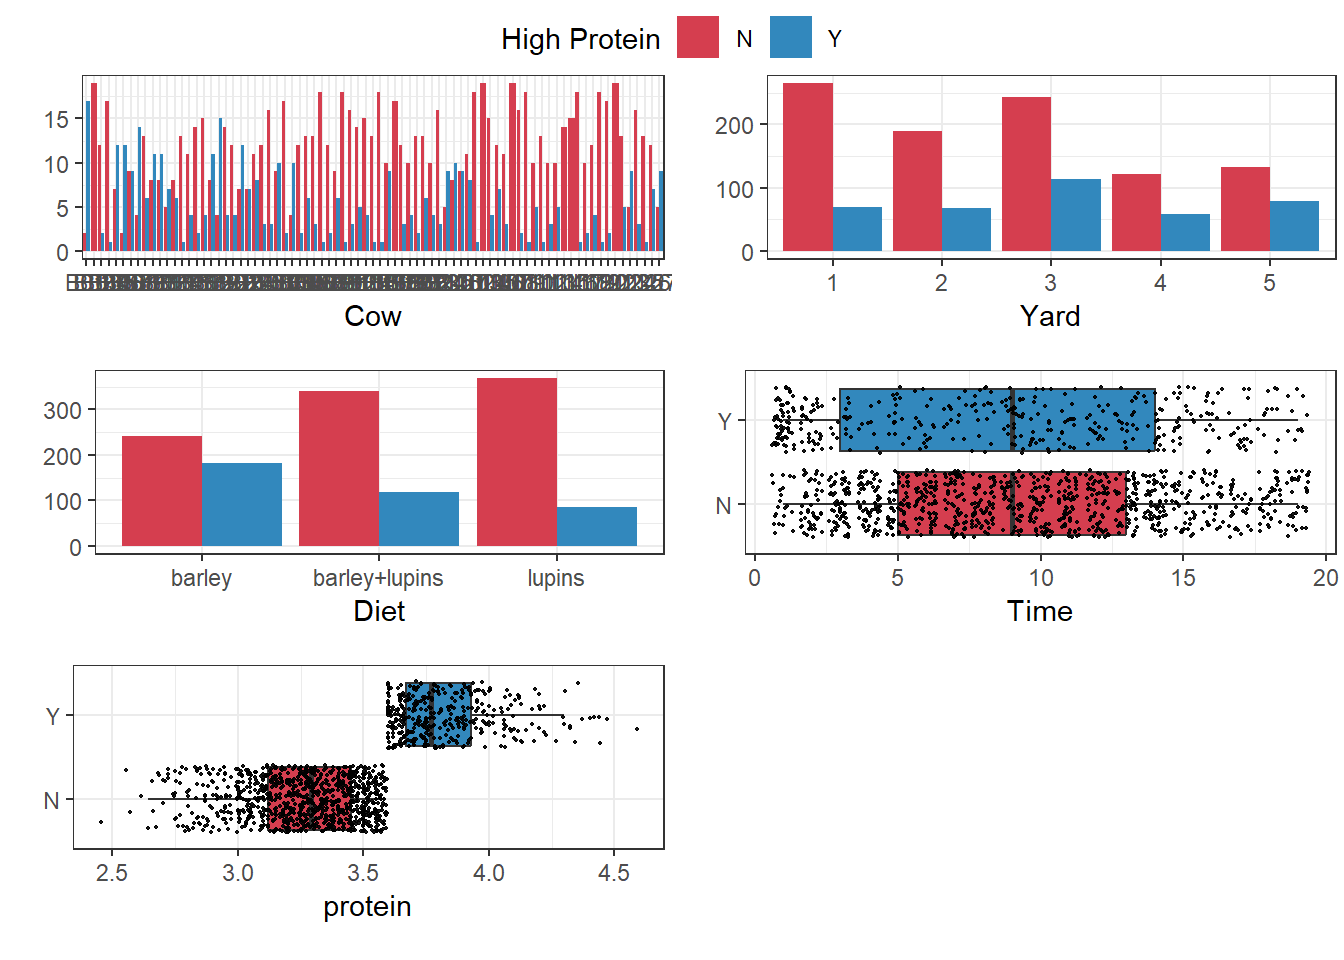 High Protein N Y
15
10
5
0
Cow
200
100
0
1 2 3 4 5
Yard
300
200
100
0
barley barley+lupins lupins
Diet
Y
N
0 5 10 15 20
Time
Y
N
2.5 3.0 3.5 4.0 4.5
protein